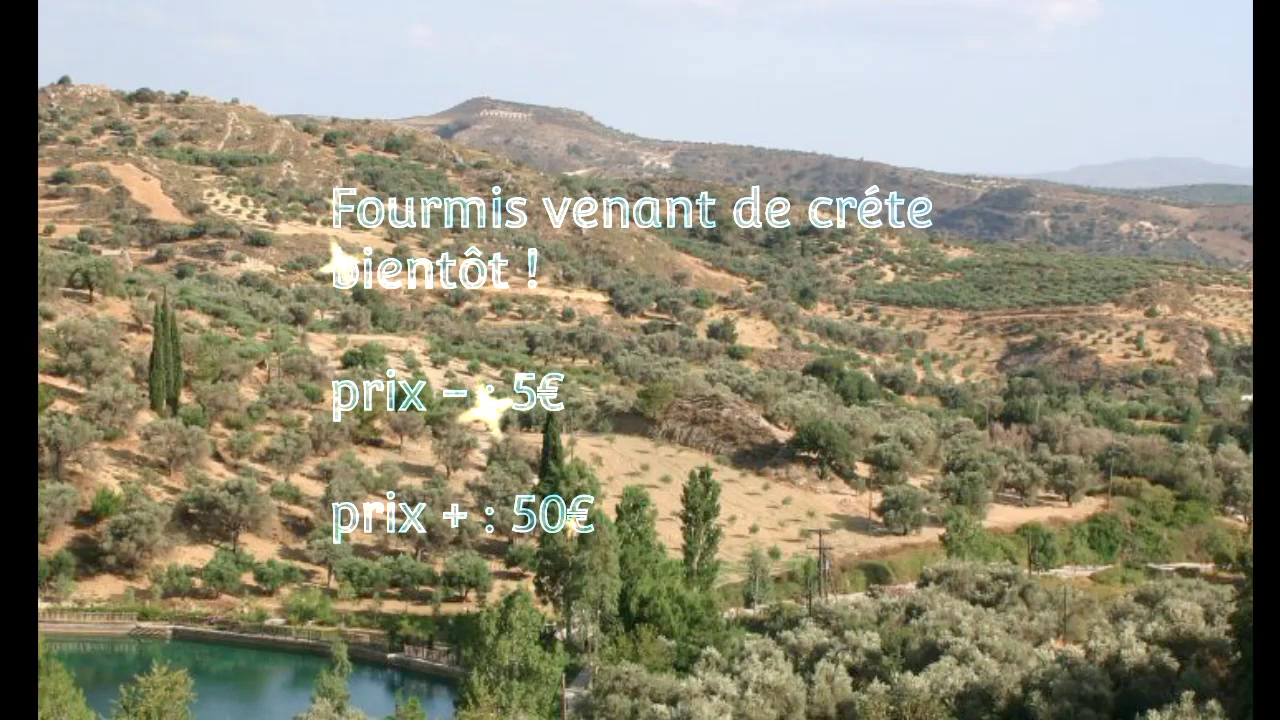 Fourmis venant de créte
bientôt !
prix - : 5€
prix + : 50€